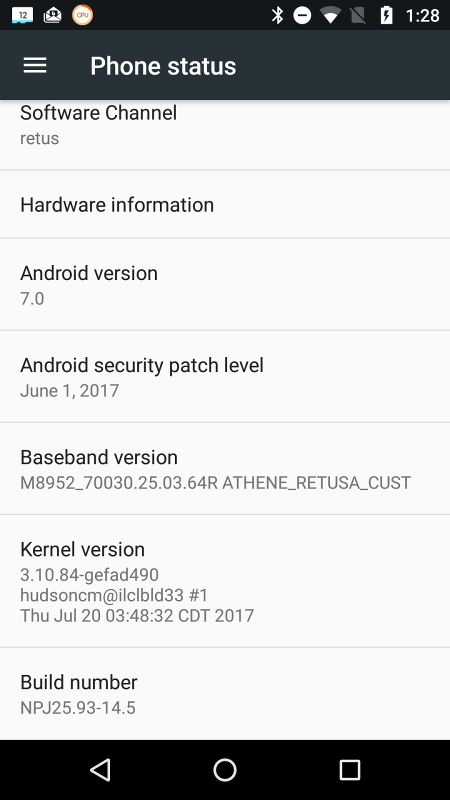 12
CPU
1:28
Phone status
Software Channel
retus
Hardware information
Android version
7.0
Android security patch level
June 1, 2017
Baseband version
M8952_70030.25.03.64R ATHENE_RETUSA_CUST
Kernel version
3.10.84-gefad490
hudsoncm@ilclbld33 #1
Thu Jul 20 03:48:32 CDT 2017
Build number
NPJ25.93-14.5